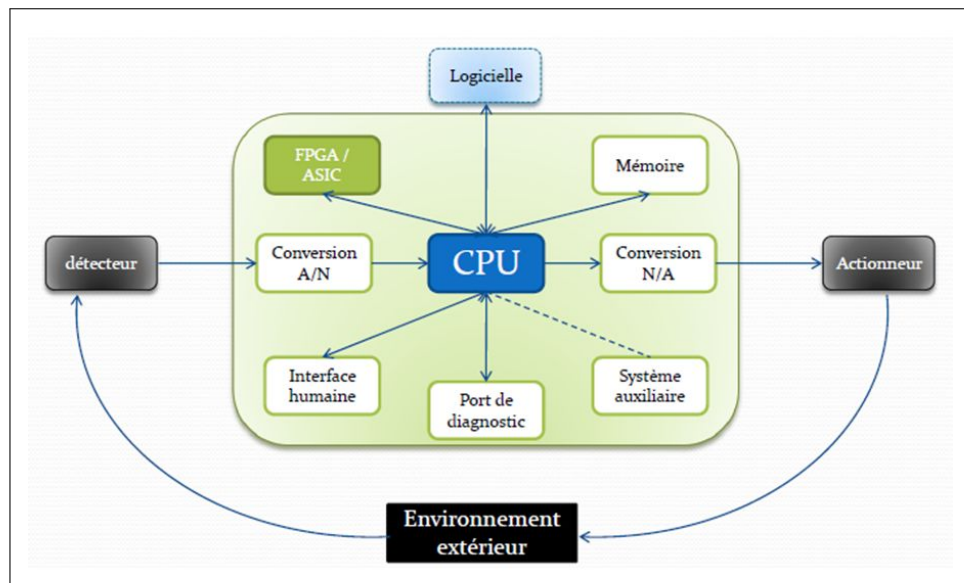 Logicielle
FPGA /
ASIC
Mémoire
détecteur
Conversion
A/N
CPU
Conversion
N/A
Actionneur
Interface
humaine
Port de
diagnostic
Système
auxiliaire
Environnement
extérieur